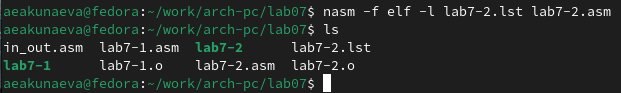 aeakunaeva@fedora:~/work/arch-pc/lab07$ nasm -f elf -l lab7-2.lst lab7-2.asm
aeakunaeva@fedora:~/work/arch-pc/lab07$ ls
in_out.asm  lab7-1.asm  lab7-2      lab7-2.lst
lab7-1      lab7-1.o    lab7-2.asm  lab7-2.o
aeakunaeva@fedora:~/work/arch-pc/lab07$